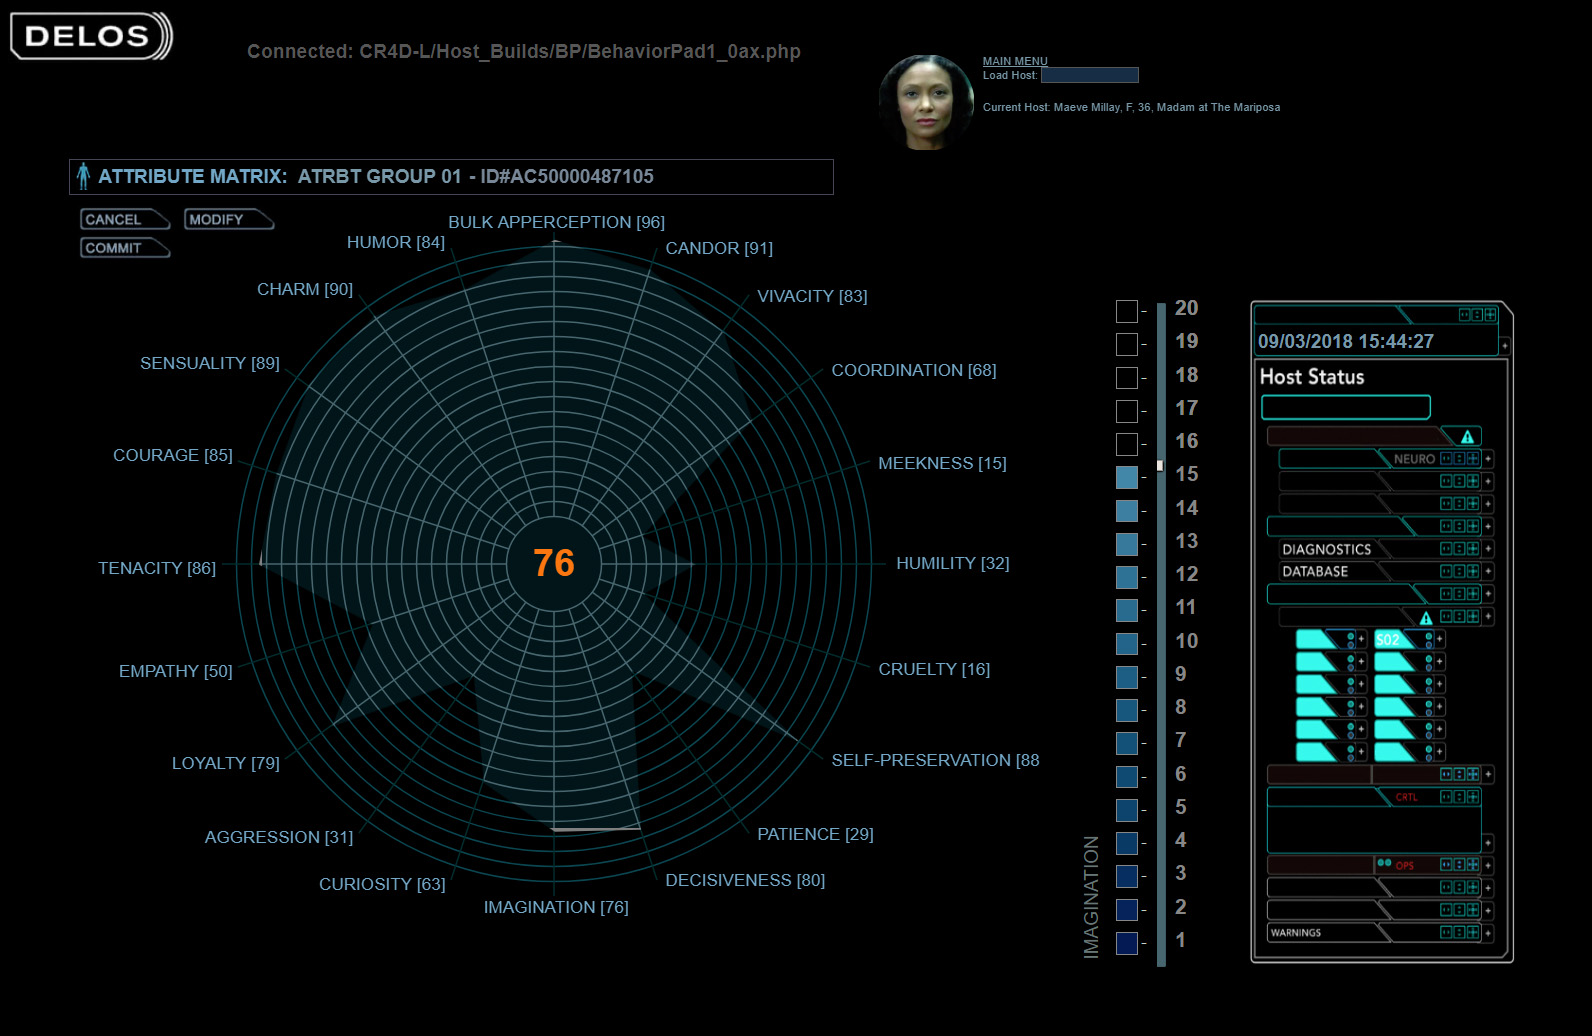 DELOS
Connected: CR4D-L/Host_Builds/BP/BehaviorPad1_0ax.php
MAIN MENU
Load Host:
Current Host: Maeve Millay, F, 36, Madam at The Mariposa
ATTRIBUTE MATRIX: ATRBT GROUP 01 - ID#AC50000487105
CANCEL
MODIFY
COMMIT
BULK APPERCEPTION [96]
HUMOR [84]
CANDOR [91]
CHARM [90]
VIVACITY [83]
SENSUALITY [89]
COORDINATION [68]
COURAGE [85]
MEEKNESS [15]
TENACITY [86]
76
HUMILITY [32]
EMPATHY [50]
CRUELTY [16]
LOYALTY [79]
SELF-PRESERVATION [88
AGGRESSION [31]
PATIENCE [29]
CURIOSITY [63]
DECISIVENESS [80]
IMAGINATION [76]
IMAGINATION
20
19
18
17
16
15
14
13
12
11
10
9
8
7
6
5
4
3
2
1
09/03/2018 15:44:27
Host Status
NEURO
DIAGNOSTICS
DATABASE
S02
CRTL
OPS
WARNINGS